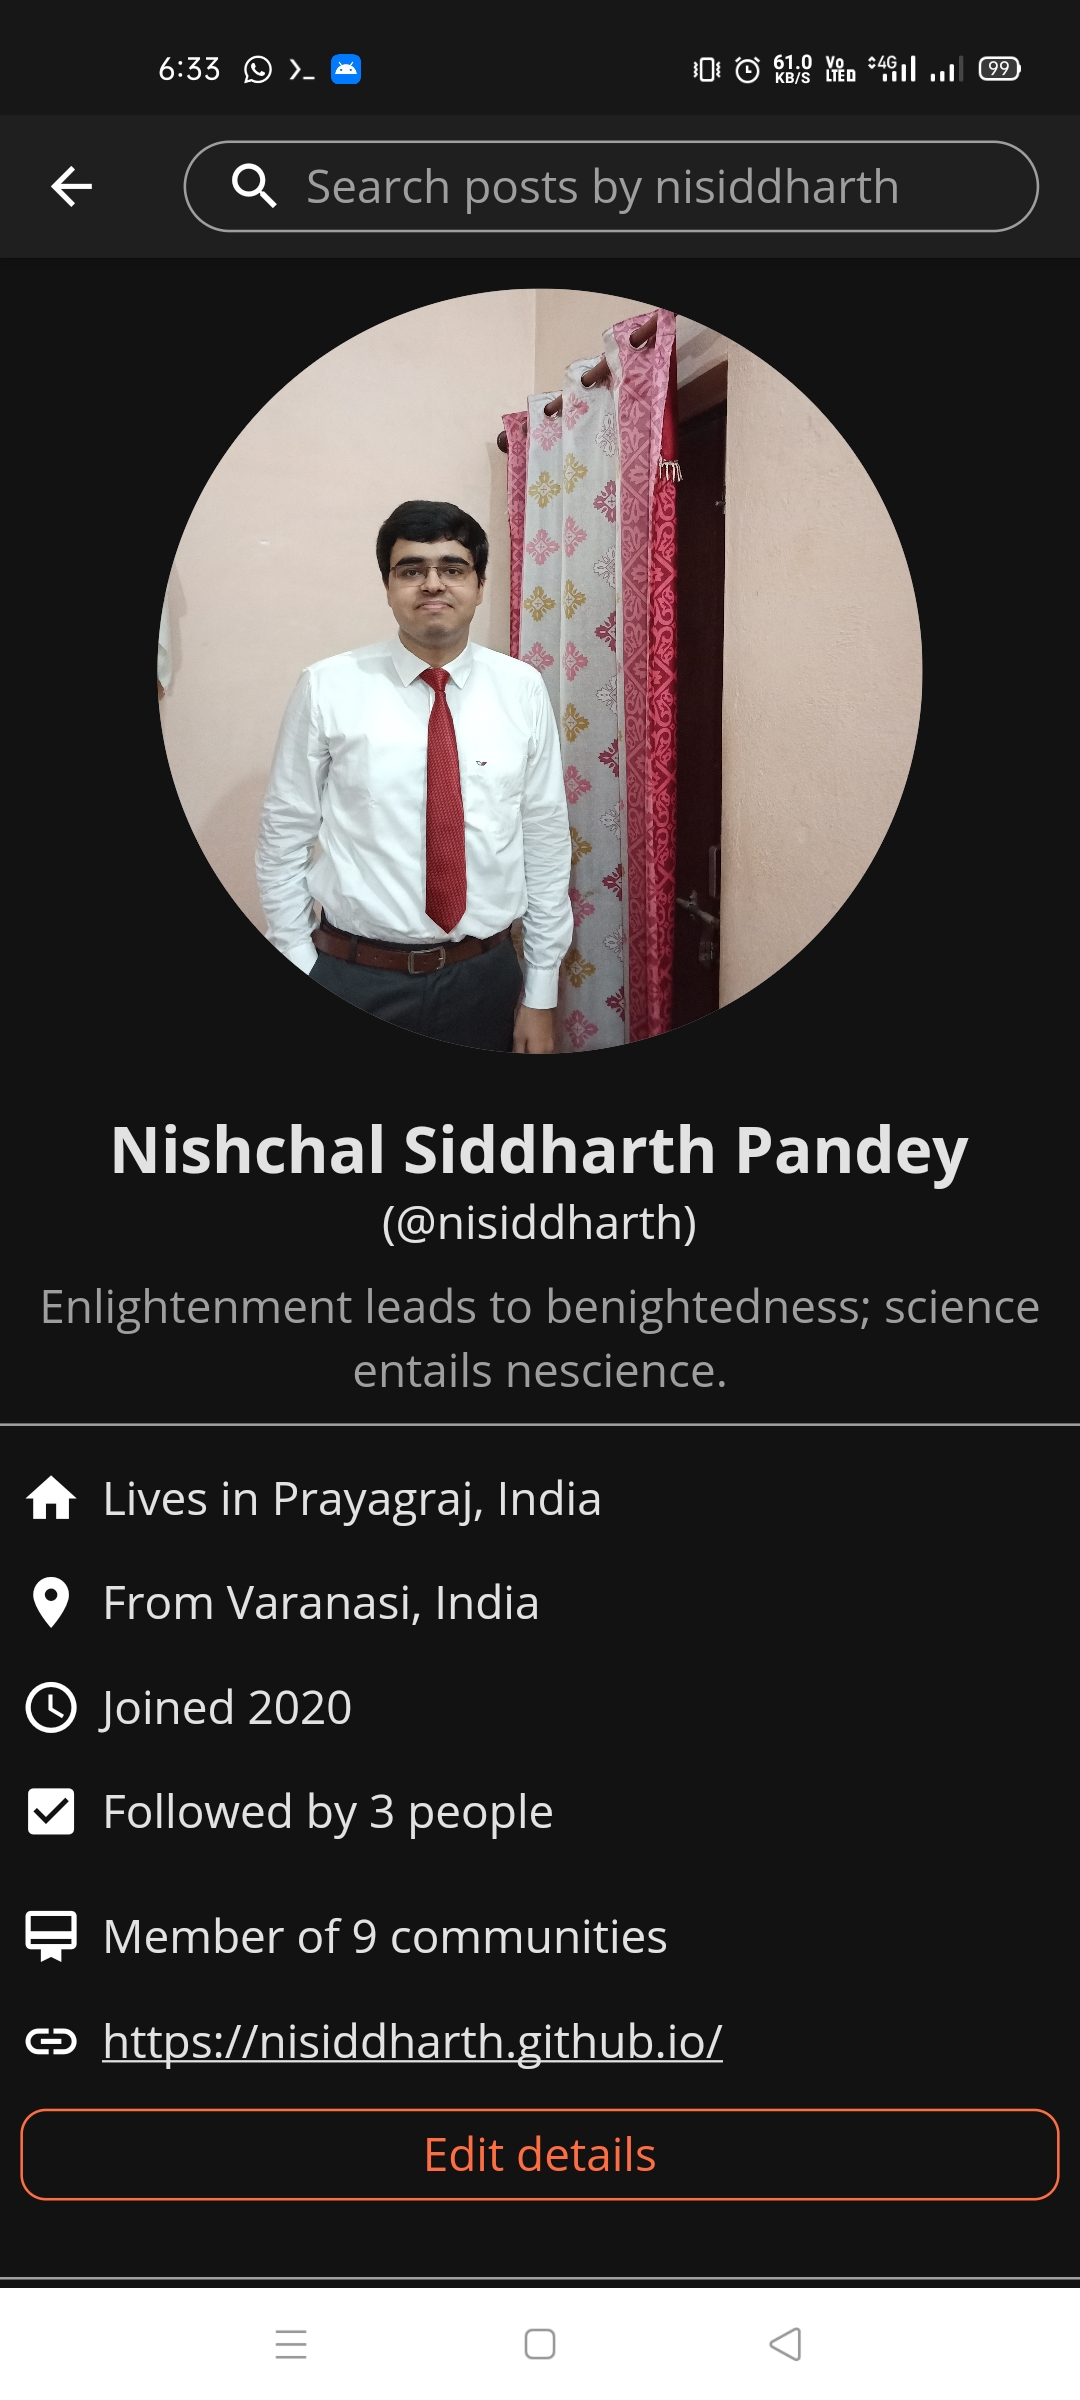 6:33
61.0
KB/S
Vo
LTE D
4G
99
Search posts by nisiddharth
Nishchal Siddharth Pandey
(@nisiddharth)
Enlightenment leads to benightedness; science
entails nescience.
Lives in Prayagraj, India
From Varanasi, India
Joined 2020
Followed by 3 people
Member of 9 communities
https://nisiddharth.github.io/
Edit details